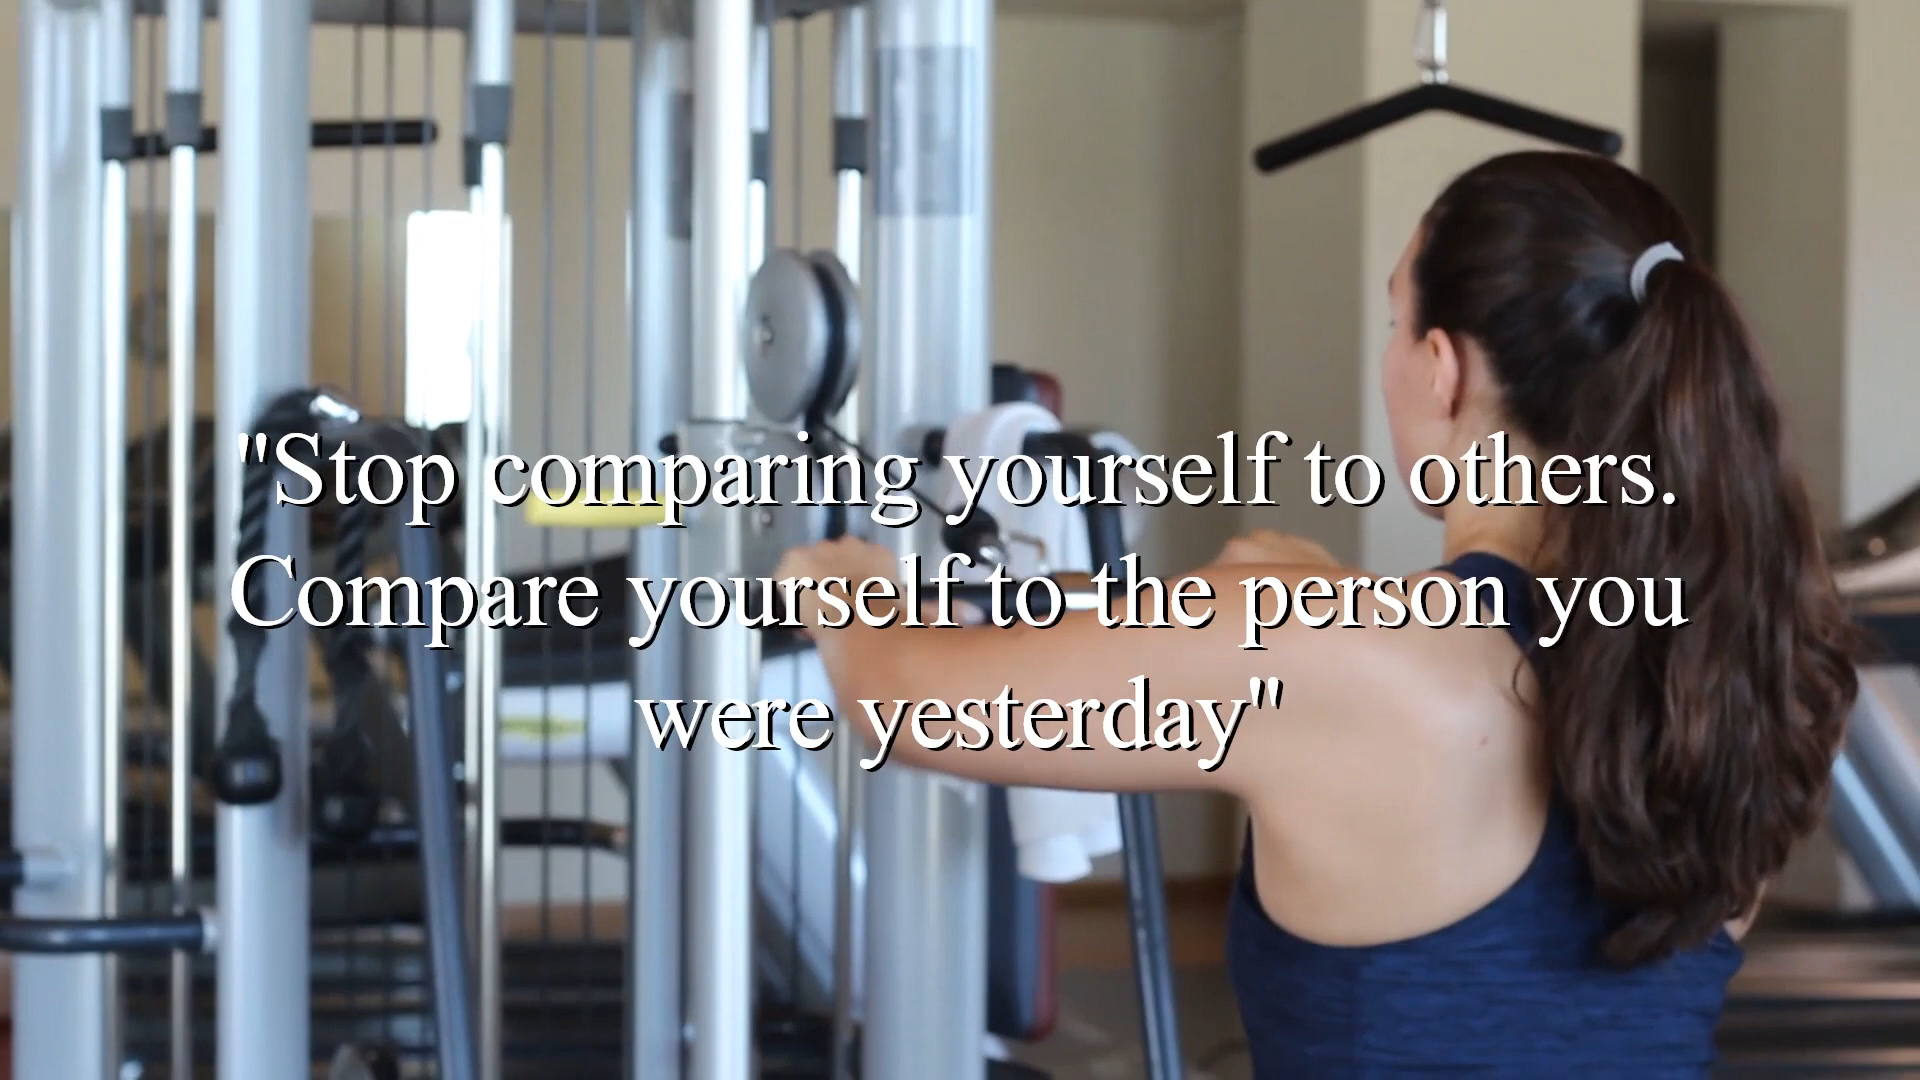 "Stop comparing yourself to others.
Compare yourself to the person you
were yesterday"